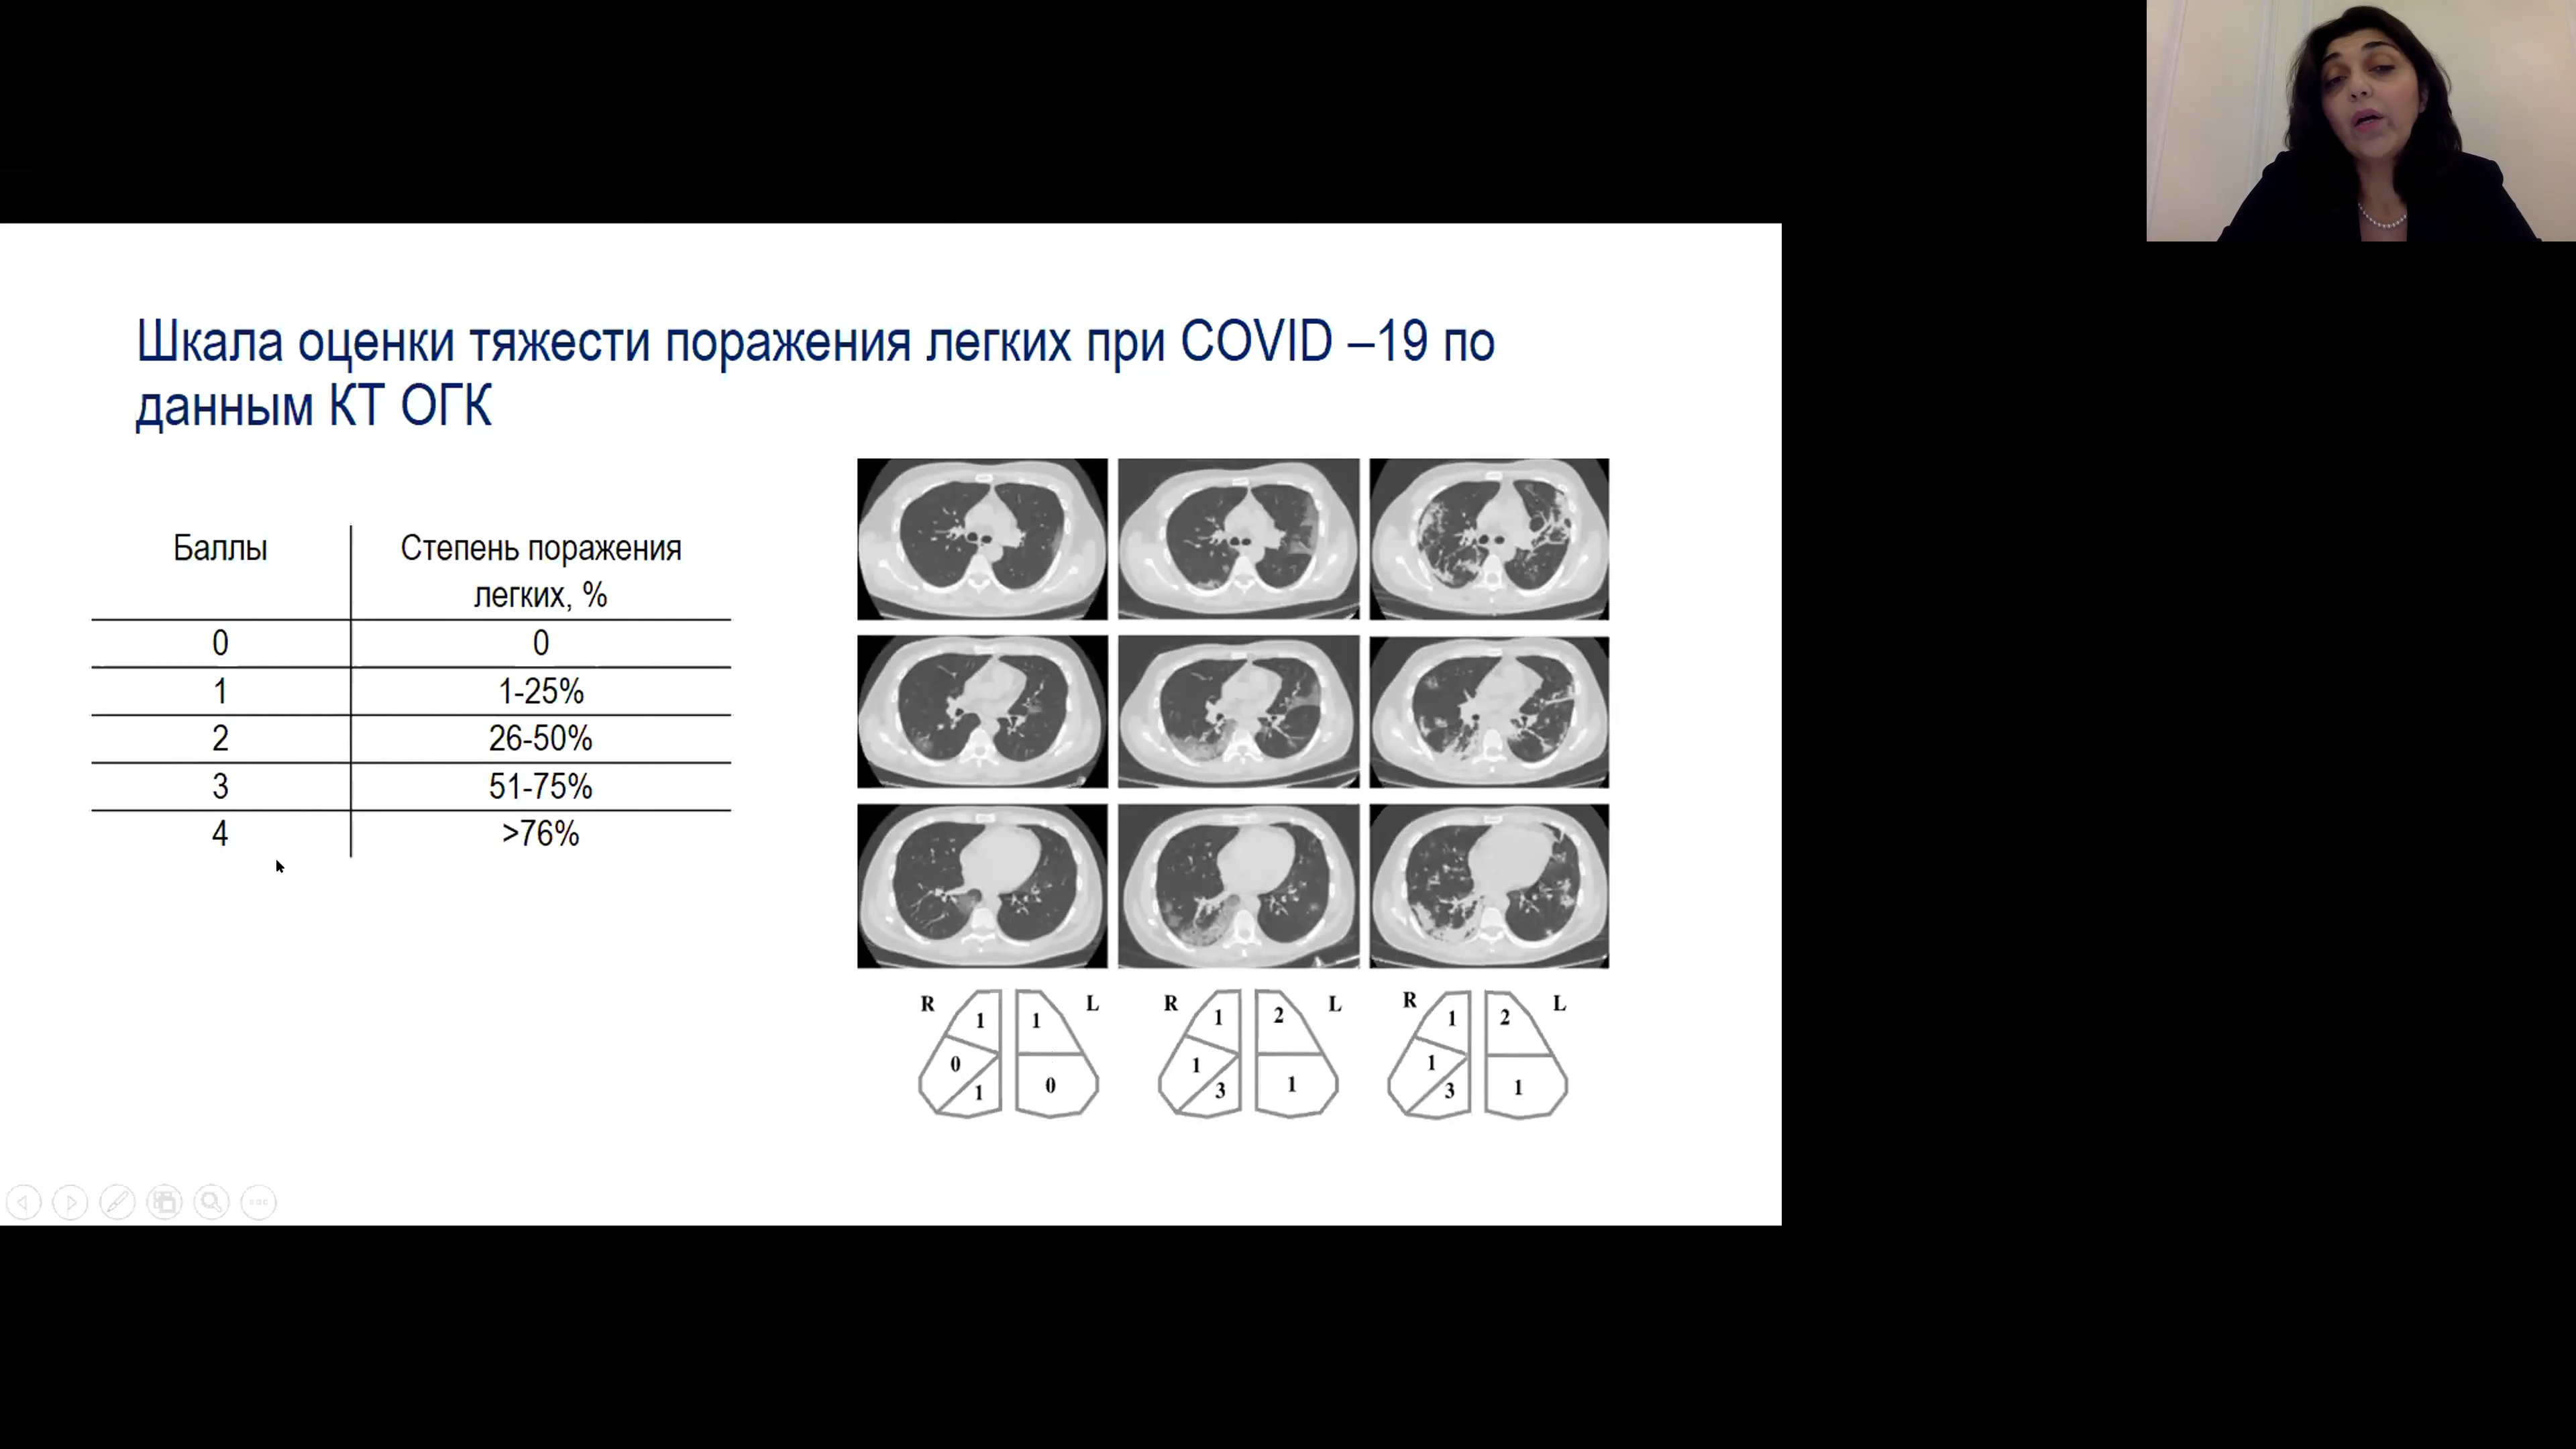 Шкала оценки тяжести поражения легких при COVID –19 по
данным КТ ОГК
Баллы Степень поражения
легких, %
0 0
1 1-25%
2 26-50%
3 51-75%
4 >76%
R 1 1 L
0
1 0
R 1 2 L
1
3 1
R 1 2 L
1
3 1